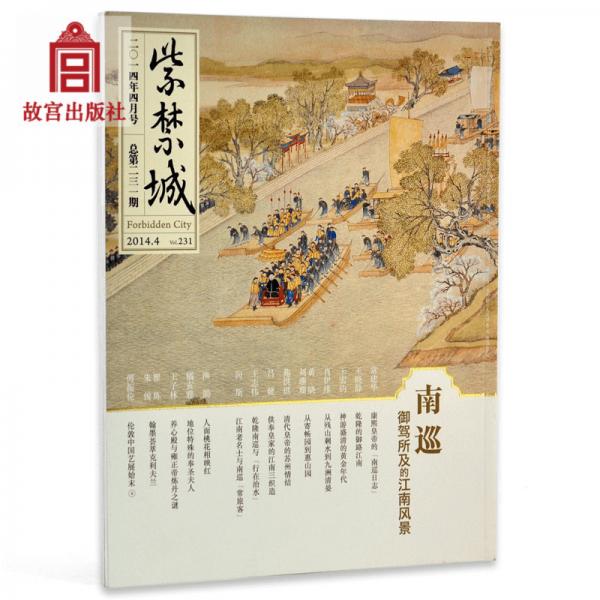 故宫出版社
紫禁城
二〇一四年四月号
总第二三一期
Forbidden City
2014.4 Vol.231
南巡
御驾所及的江南风景
康熙皇帝的「南巡日志」
乾隆的御路江南
神游盛清的黄金年代
从残山剩水到九洲清晏
从寄畅园到惠山园
清代皇帝的苏州情结
供奉皇家的江南三织造
乾隆南巡与「行在治水」
江南老名士与南巡「常旅客」
人面桃花相映红
地位特殊的奉圣夫人
养心殿与雍正帝炼丹之谜
翰墨荟萃克利夫兰
伦敦中国艺展始末